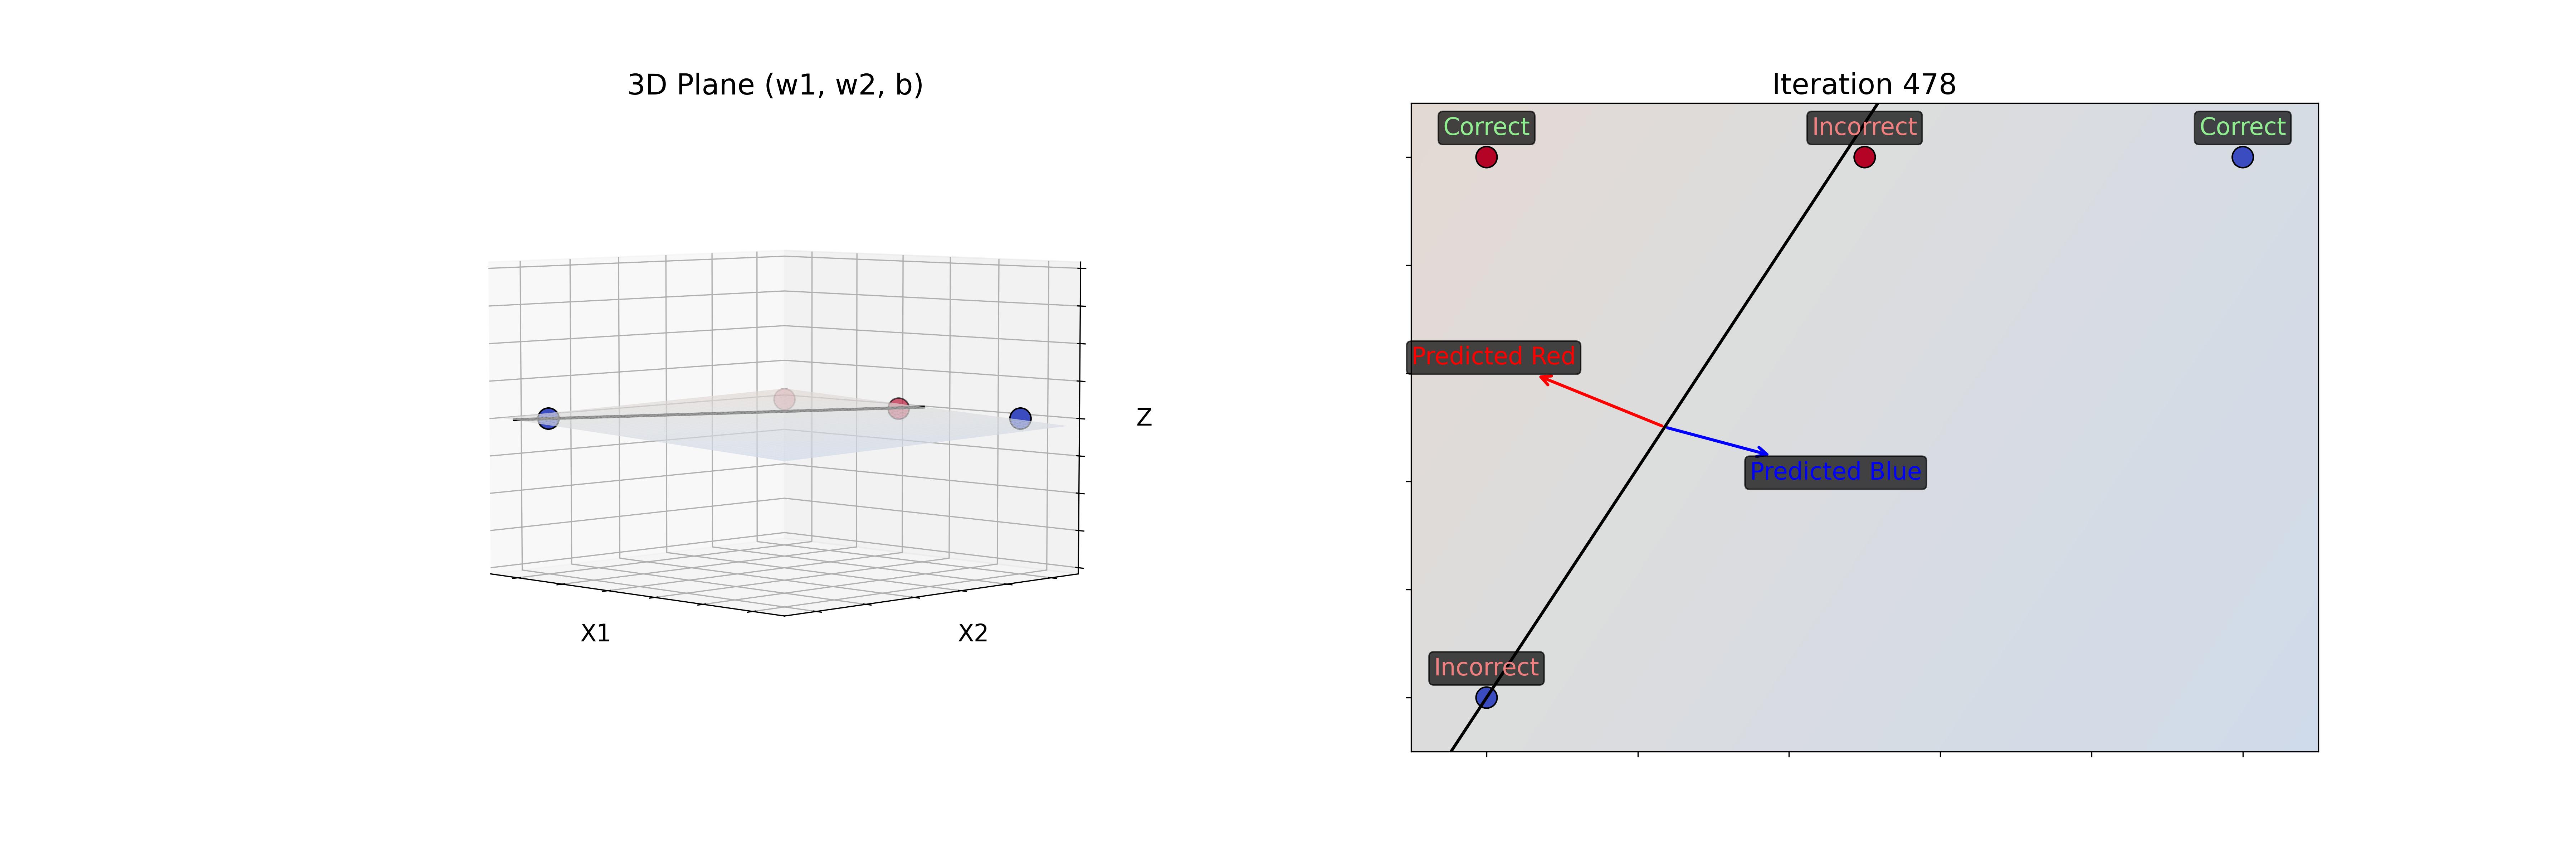 3D Plane (w1, w2, b)
Z
X1
X2
Iteration 478
Correct
Incorrect
Correct
Predicted Red
Predicted Blue
Incorrect